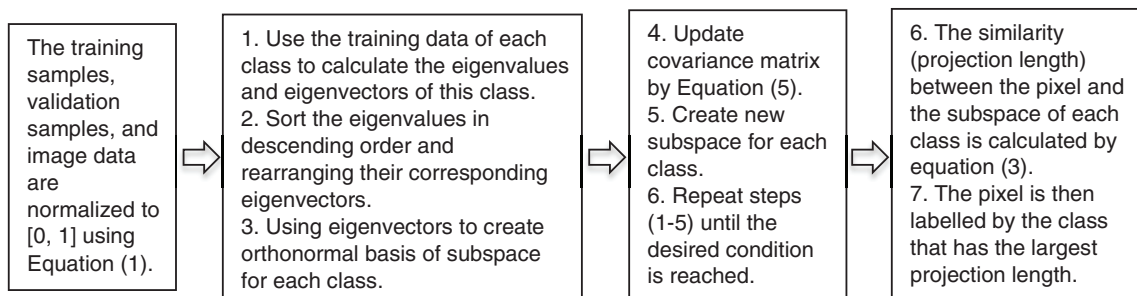 The training
samples,
validation
samples, and
image data
are
normalized to
[0, 1] using
Equation (1).
1. Use the training data of each
class to calculate the eigenvalues
and eigenvectors of this class.
2. Sort the eigenvalues in
descending order and
rearranging their corresponding
eigenvectors.
3. Using eigenvectors to create
orthonormal basis of subspace
for each class.
4. Update
covariance matrix
by Equation (5).
5. Create new
subspace for each
class.
6. Repeat steps
(1-5) until the
desired condition
is reached.
6. The similarity
(projection length)
between the pixel and
the subspace of each
class is calculated by
equation (3).
7. The pixel is then
labelled by the class
that has the largest
projection length.